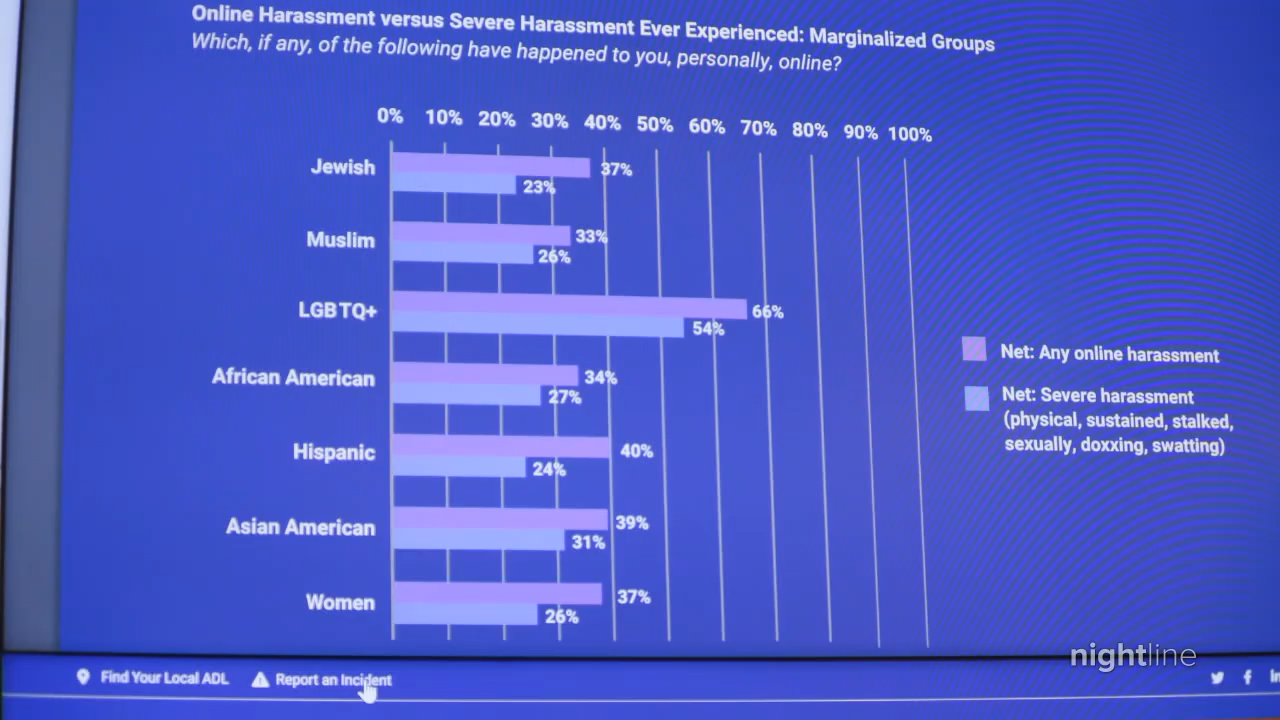 Online Harassment versus Severe Harassment Ever Experienced: Marginalized Groups
Which, if any, of the following have happened to you, personally, online?
0% 10% 20% 30% 40% 50% 60% 70% 80% 90% 100%
Jewish
37%
23%
Muslim
33%
26%
LGBTQ+
66%
54%
African American
34%
27%
Hispanic
40%
24%
Asian American
39%
31%
Women
37%
26%
Net: Any online harassment
Net: Severe harassment
(physical, sustained, stalked,
sexually, doxxing, swatting)
nightline
Find Your Local ADL
Report an Incident